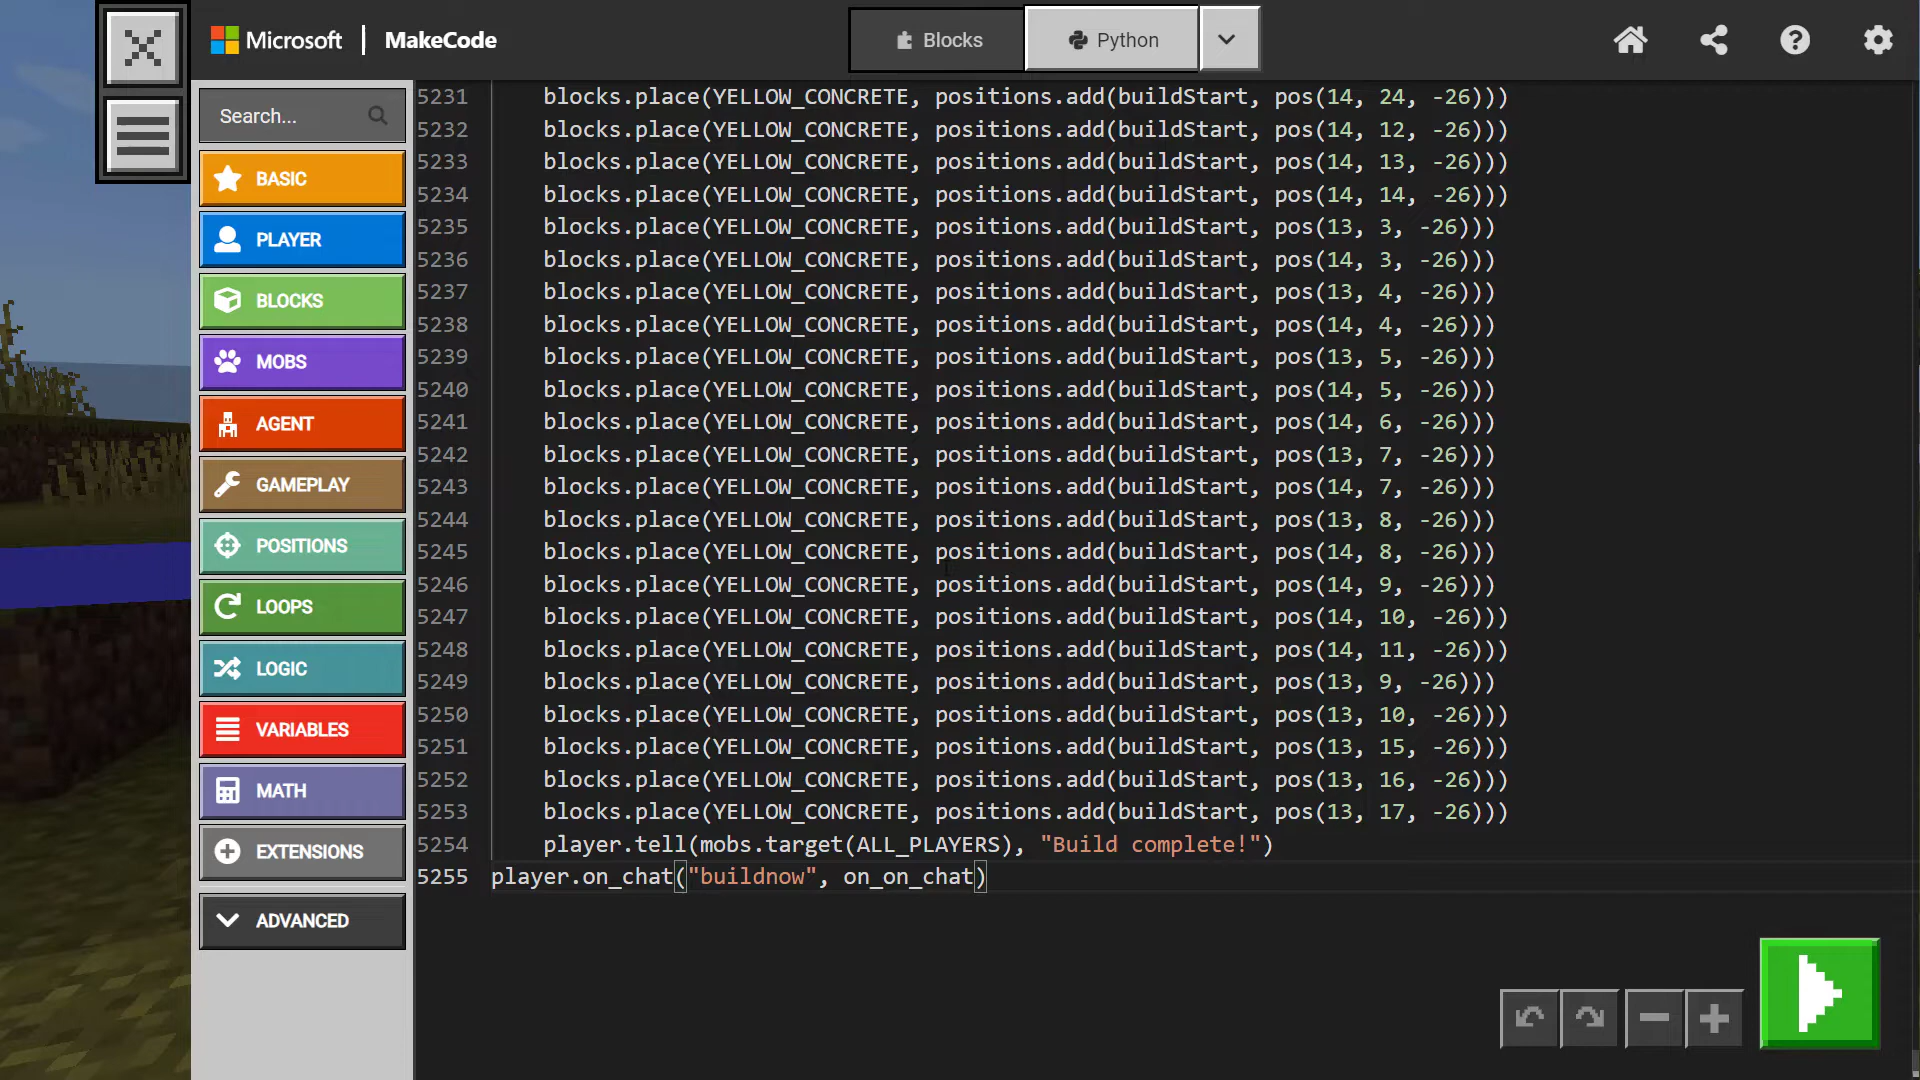 Microsoft | MakeCode
Blocks
Python
Search...
BASIC
PLAYER
BLOCKS
MOBS
AGENT
GAMEPLAY
POSITIONS
LOOPS
LOGIC
VARIABLES
MATH
EXTENSIONS
ADVANCED
5231 blocks.place(YELLOW_CONCRETE, positions.add(buildStart, pos(14, 24, -26)))
5232 blocks.place(YELLOW_CONCRETE, positions.add(buildStart, pos(14, 12, -26)))
5233 blocks.place(YELLOW_CONCRETE, positions.add(buildStart, pos(14, 13, -26)))
5234 blocks.place(YELLOW_CONCRETE, positions.add(buildStart, pos(14, 14, -26)))
5235 blocks.place(YELLOW_CONCRETE, positions.add(buildStart, pos(13, 3, -26)))
5236 blocks.place(YELLOW_CONCRETE, positions.add(buildStart, pos(14, 3, -26)))
5237 blocks.place(YELLOW_CONCRETE, positions.add(buildStart, pos(13, 4, -26)))
5238 blocks.place(YELLOW_CONCRETE, positions.add(buildStart, pos(14, 4, -26)))
5239 blocks.place(YELLOW_CONCRETE, positions.add(buildStart, pos(13, 5, -26)))
5240 blocks.place(YELLOW_CONCRETE, positions.add(buildStart, pos(14, 5, -26)))
5241 blocks.place(YELLOW_CONCRETE, positions.add(buildStart, pos(14, 6, -26)))
5242 blocks.place(YELLOW_CONCRETE, positions.add(buildStart, pos(13, 7, -26)))
5243 blocks.place(YELLOW_CONCRETE, positions.add(buildStart, pos(14, 7, -26)))
5244 blocks.place(YELLOW_CONCRETE, positions.add(buildStart, pos(13, 8, -26)))
5245 blocks.place(YELLOW_CONCRETE, positions.add(buildStart, pos(14, 8, -26)))
5246 blocks.place(YELLOW_CONCRETE, positions.add(buildStart, pos(14, 9, -26)))
5247 blocks.place(YELLOW_CONCRETE, positions.add(buildStart, pos(14, 10, -26)))
5248 blocks.place(YELLOW_CONCRETE, positions.add(buildStart, pos(14, 11, -26)))
5249 blocks.place(YELLOW_CONCRETE, positions.add(buildStart, pos(13, 9, -26)))
5250 blocks.place(YELLOW_CONCRETE, positions.add(buildStart, pos(13, 10, -26)))
5251 blocks.place(YELLOW_CONCRETE, positions.add(buildStart, pos(13, 15, -26)))
5252 blocks.place(YELLOW_CONCRETE, positions.add(buildStart, pos(13, 16, -26)))
5253 blocks.place(YELLOW_CONCRETE, positions.add(buildStart, pos(13, 17, -26)))
5254 player.tell(mobs.target(ALL_PLAYERS), "Build complete!")
5255 player.on_chat("buildnow", on_on_chat)